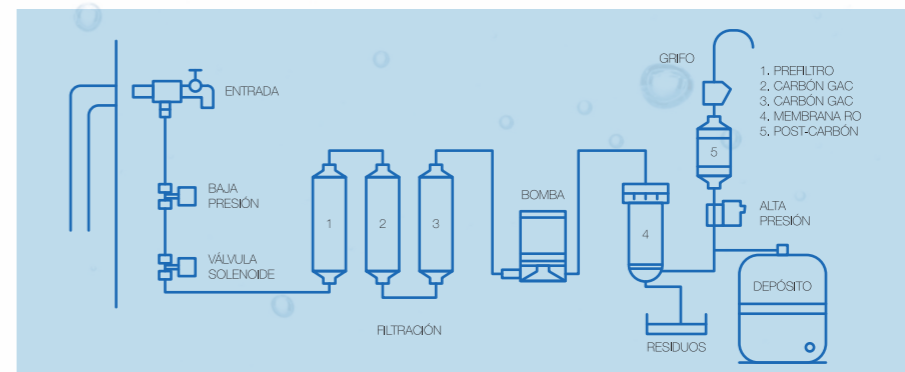 GRIFO
1. PREFILTRO
2. CARBÓN GAC
3. CARBÓN GAC
4. MEMBRANA RO
5. POST-CARBÓN
ENTRADA
5
BAJA
PRESIÓN
BOMBA
ALTA
PRESIÓN
1
2
3
4
VÁLVULA
SOLENOIDE
DEPÓSITO
FILTRACIÓN
RESIDUOS